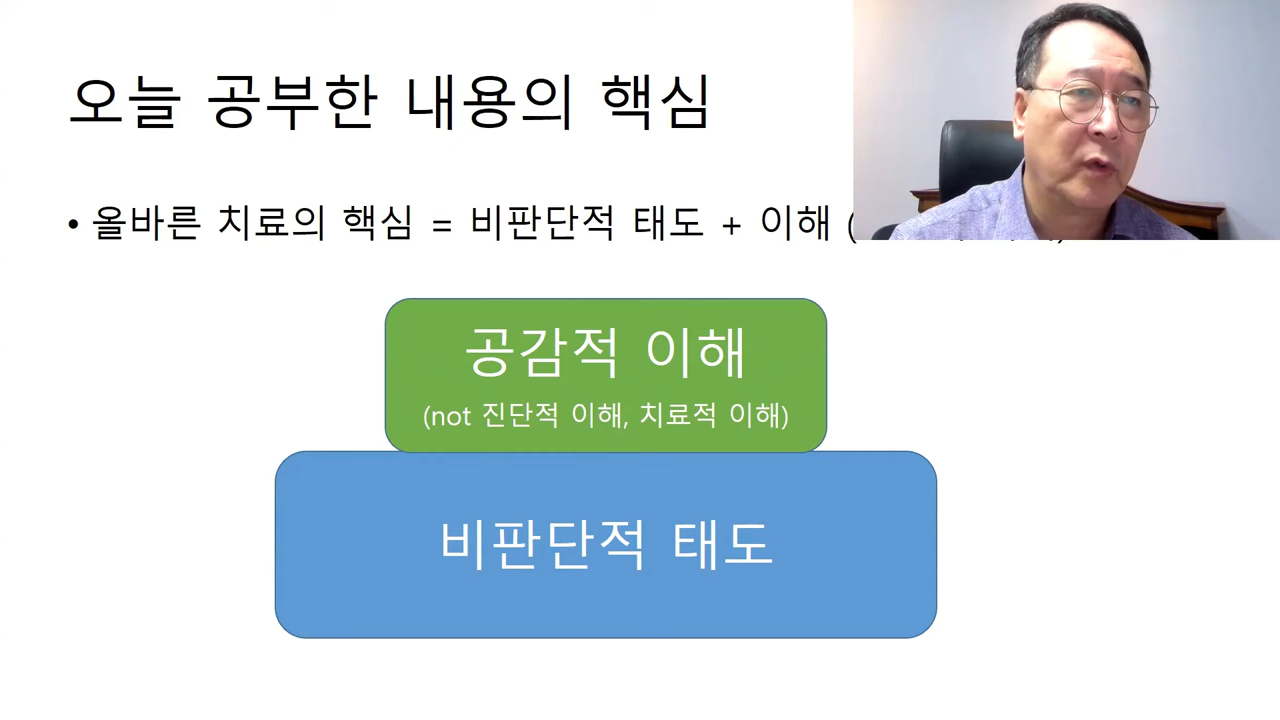 오늘 공부한 내용의 핵심
• 올바른 치료의 핵심 = 비판단적 태도 + 이해 (
공감적 이해
(not 진단적 이해, 치료적 이해)
비판단적 태도